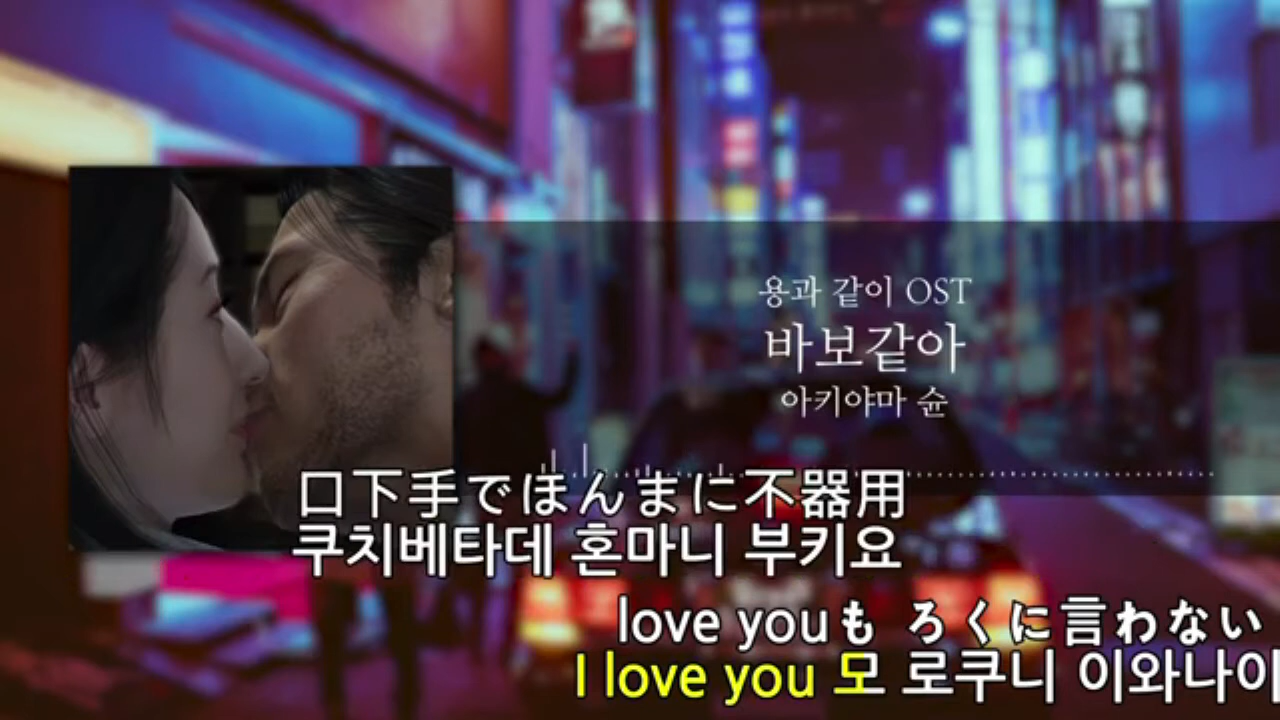 용과 같이 OST
바보같아
아키야마 슌
口下手でほんまに不器用
쿠치베타데 혼마니 부키요
love youも ろくに言わない
I love you 모 로쿠니 이와나이